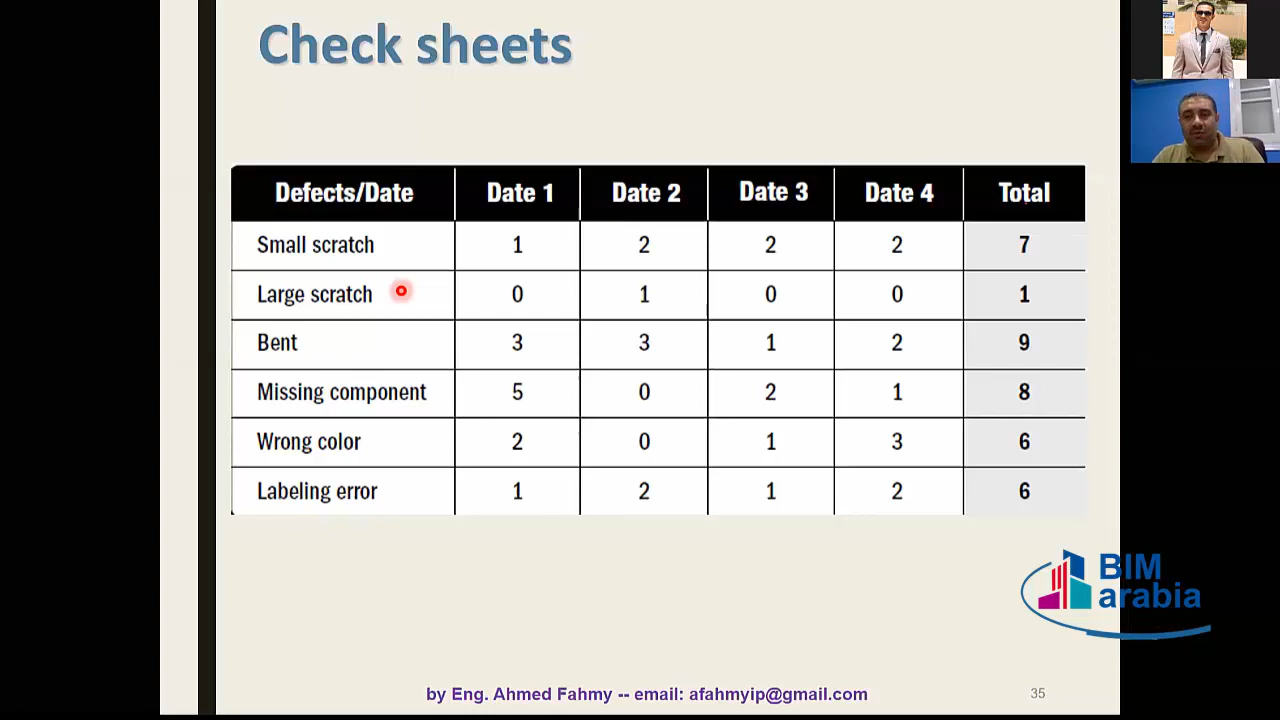 Check sheets
Defects/Date Date 1 Date 2 Date 3 Date 4 Total
Small scratch 1 2 2 2 7
Large scratch 0 1 0 0 1
Bent 3 3 1 2 9
Missing component 5 0 2 1 8
Wrong color 2 0 1 3 6
Labeling error 1 2 1 2 6
BIM
arabia
by Eng. Ahmed Fahmy -- email: afahmyip@gmail.com
35